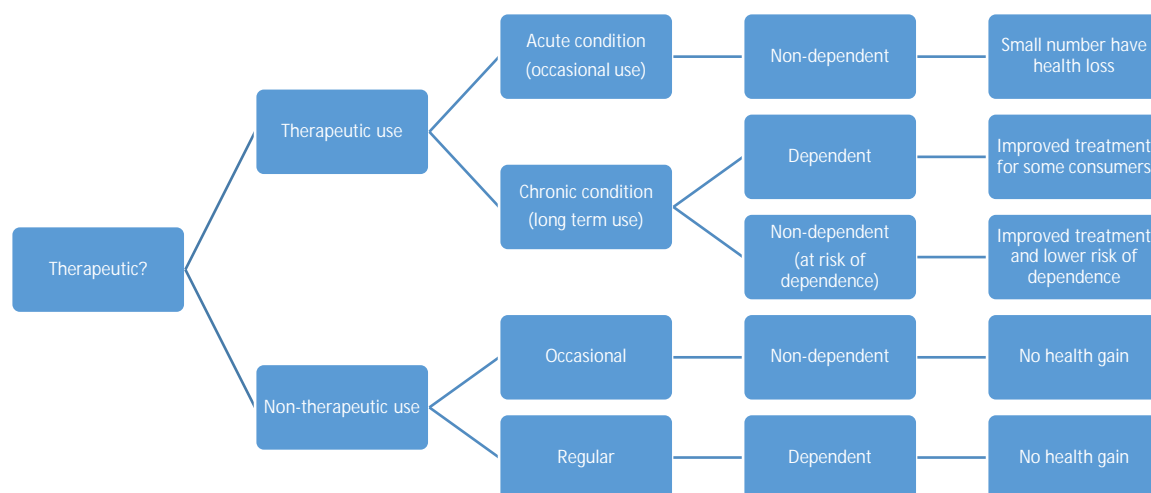 Therapeutic?
Therapeutic use
Non-therapeutic use
Acute condition
(occasional use)
Chronic condition
(long term use)
Occasional
Regular
Non-dependent
Dependent
Non-dependent
(at risk of
dependence)
Non-dependent
Dependent
Small number have
health loss
Improved treatment
for some consumers
Improved treatment
and lower risk of
dependence
No health gain
No health gain